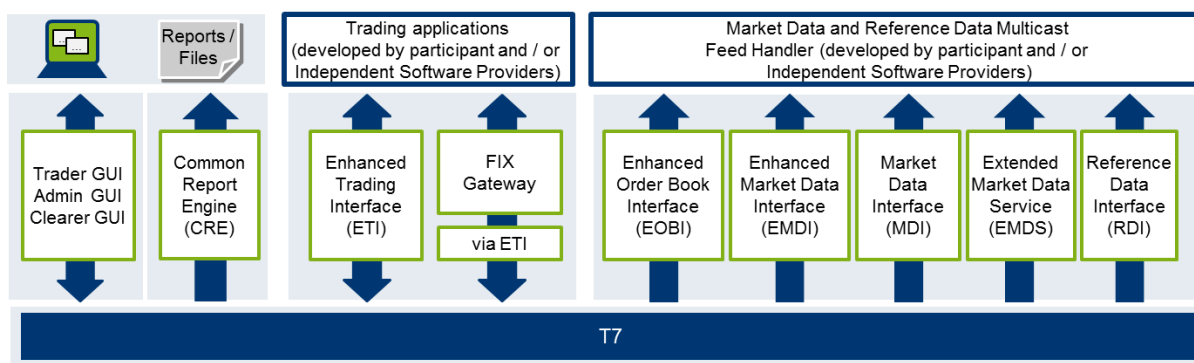 Reports /
Files
Trading applications
(developed by participant and / or
Independent Software Providers)
Market Data and Reference Data Multicast
Feed Handler (developed by participant and / or
Independent Software Providers)
Trader GUI
Admin GUI
Clearer GUI
Common
Report
Engine
(CRE)
Enhanced
Trading
Interface
(ETI)
FIX
Gateway
via ETI
Enhanced
Order Book
Interface
(EOBI)
Enhanced
Market Data
Interface
(EMDI)
Market
Data
Interface
(MDI)
Extended
Market Data
Service
(EMDS)
Reference
Data
Interface
(RDI)
T7